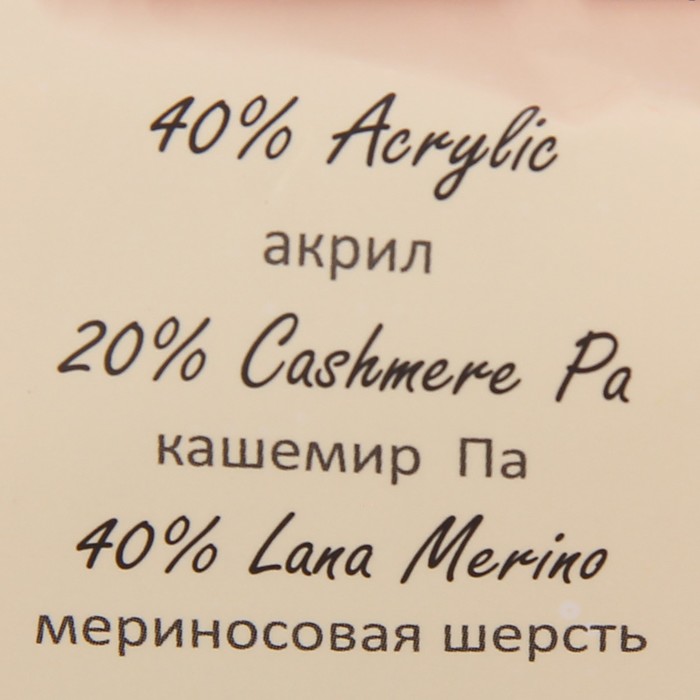 40% Acrylic
акрил
20% Cashmere Pa
кашемир Па
40% Lana Merino
мериносовая шерсть